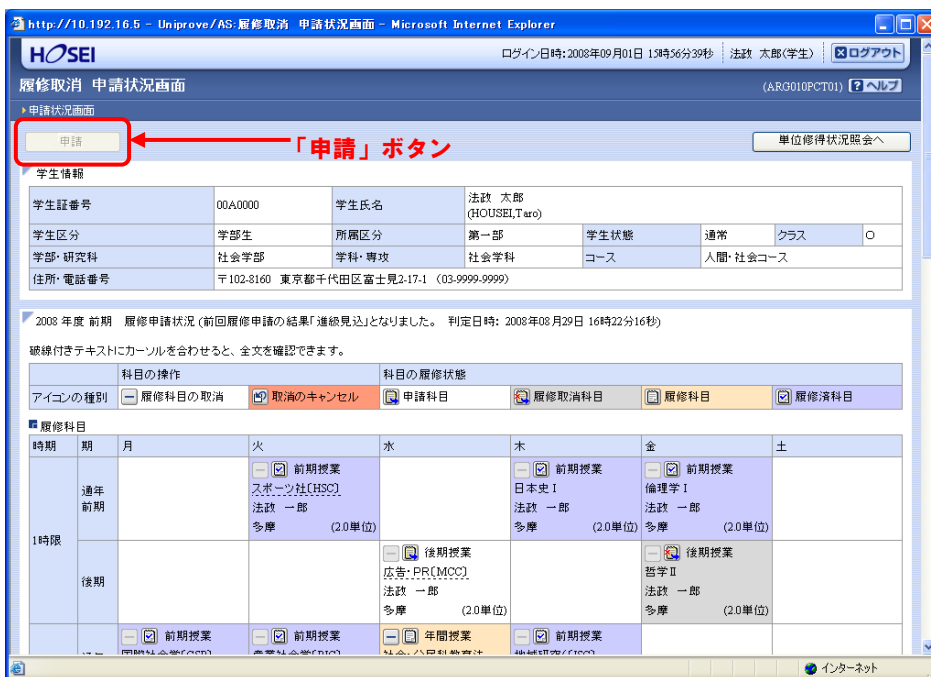 http://10.192.16.5 - Uniprove/AS:履修取消 申請状況画面 - Microsoft Internet Explorer
HOSEI ログイン日時:2008年09月01日 15時56分39秒 法政 太郎(学生) ログアウト
履修取消 申請状況画面 (ARG010PCT01) ? ヘルプ
申請状況画面
申請 「申請」ボタン 単位修得状況照会へ
学生情報
学生証番号 00A0000 学生氏名 法政 太郎
(HOUSEI,Taro)
学生区分 学部生 所属区分 第一部 学生状態 通常 クラス O
学部・研究科 社会学部 学科・専攻 社会学科 コース 人間・社会コース
住所・電話番号 〒102-8160 東京都千代田区富士見2-17-1 (03-9999-9999)
2008 年度 前期 履修申請状況 (前回履修申請の結果「進級見込」となりました。 判定日時: 2008年08月29日 16時22分16秒)
破線付きテキストにカーソルを合わせると、全文を確認できます。
科目の操作 科目の履修状態
アイコンの種別 履修科目の取消 取消のキャンセル 申請科目 履修取消科目 履修科目 履修済科目
履修科目
時期 期 月 火 水 木 金 土
1時限
通年
前期
前期授業 前期授業 前期授業
スポーツ社[HSC] 日本史Ⅰ 倫理学Ⅰ
法政 一郎 法政 一郎 法政 一郎
多摩 (2.0単位) 多摩 (2.0単位) 多摩 (2.0単位)
後期
後期授業 後期授業
広告・PR[MCC] 哲学Ⅱ
法政 一郎 法政 一郎
多摩 (2.0単位) 多摩 (2.0単位)
前期授業 前期授業 年間授業 前期授業
インターネット